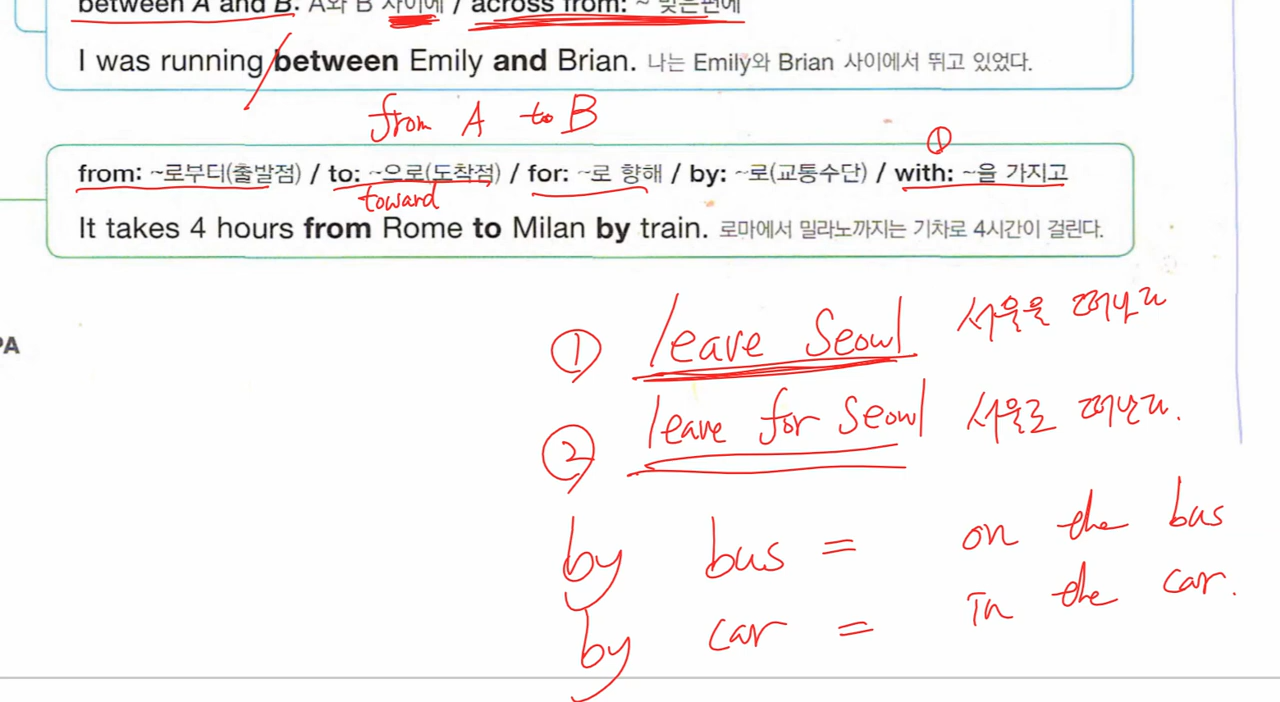 between A and B: A와 B 사이에 / across from: ~ 맞은편에
I was running between Emily and Brian. 나는 Emily와 Brian 사이에서 뛰고 있었다.
from A to B
①
from: ~로부터(출발점) / to: ~으로(도착점) / for: ~로 향해 / by: ~로(교통수단) / with: ~을 가지고
toward
It takes 4 hours from Rome to Milan by train. 로마에서 밀라노까지는 기차로 4시간이 걸린다.
① leave Seoul 서울을 떠나다
PA
② leave for Seoul 서울로 떠난다.
by bus = on the bus
by car = in the car.